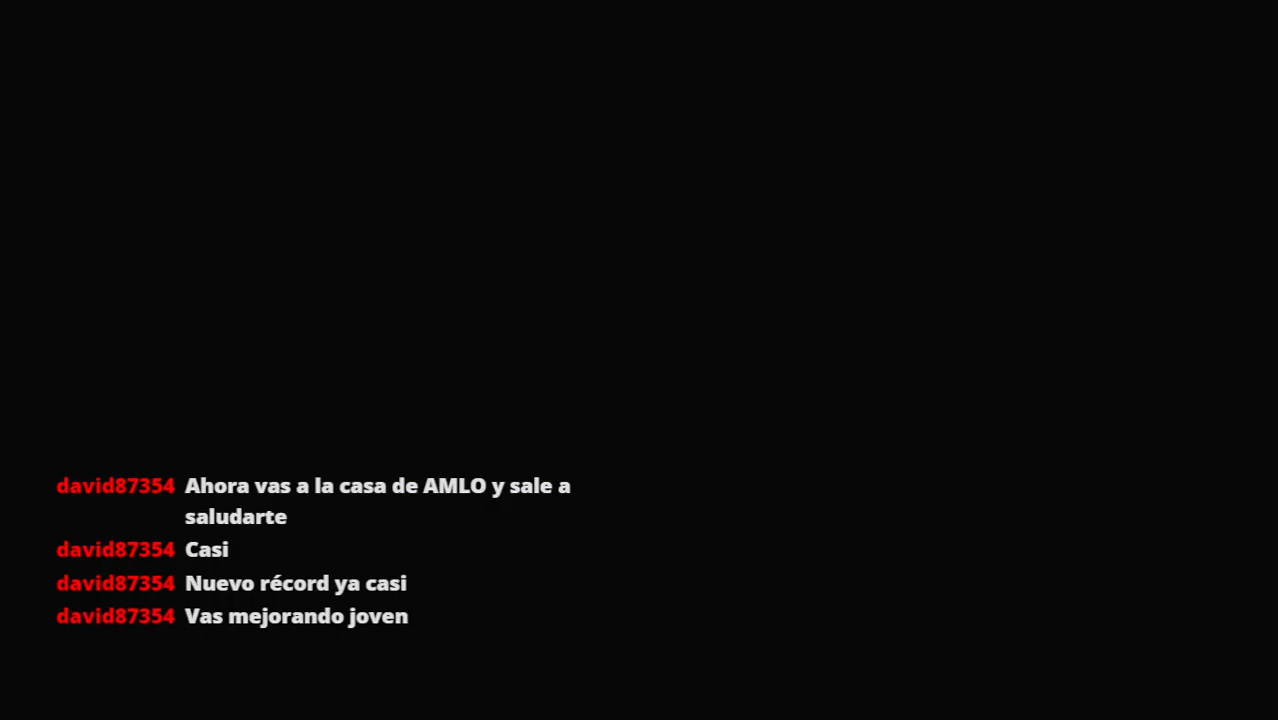 david87354 Ahora vas a la casa de AMLO y sale a
saludarte
david87354 Casi
david87354 Nuevo récord ya casi
david87354 Vas mejorando joven